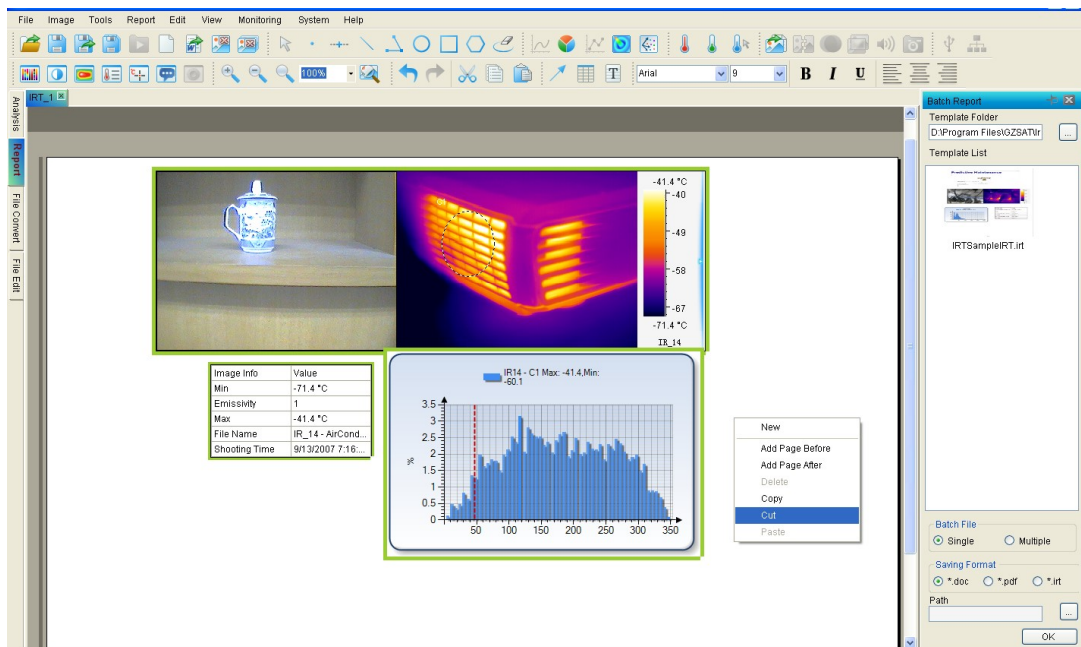 File Image Tools Report Edit View Monitoring System Help
100% Arial 9 B I U
IRT_1
Batch Report
Analysis
Report
File Convert
File Edit
Template Folder
D:\Program Files\GZSAT\Ir ...
Template List
Predictive Maintenance
IRTSampleIRT.irt
-41.4 °C
-40
-49
-58
-67
-71.4 °C
IR_14
Image Info Value
Min -71.4 °C
Emissivity 1
Max -41.4 °C
File Name IR_14 - AirCond...
Shooting Time 9/13/2007 7:16:...
IR14 - C1 Max: -41.4,Min:
-60.1
%
3.5
3
2.5
2
1.5
1
0.5
0
50 100 150 200 250 300 350
New
Add Page Before
Add Page After
Delete
Copy
Cut
Paste
Batch File
Single Multiple
Saving Format
*.doc *.pdf *.irt
Path
...
OK